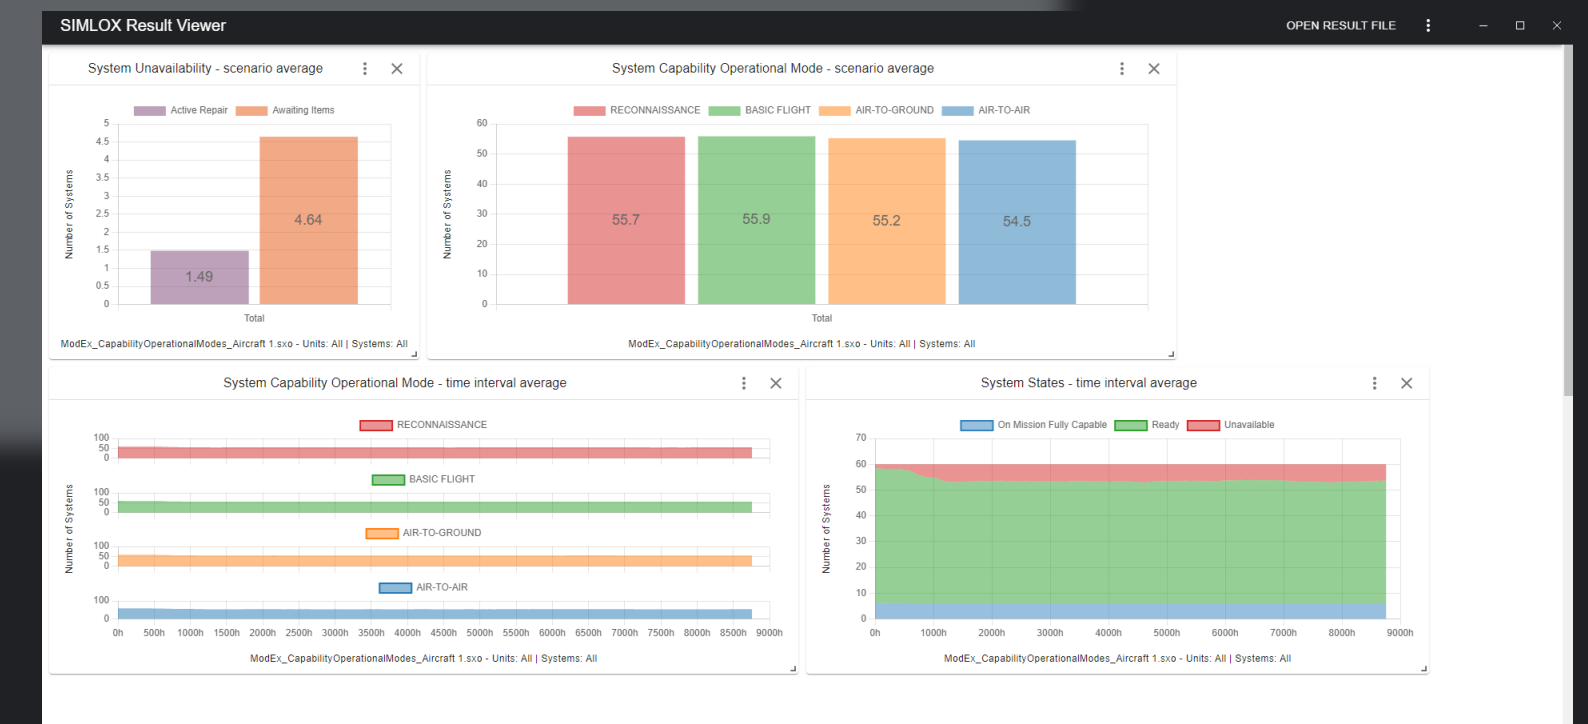 SIMLOX Result Viewer
OPEN RESULT FILE
System Unavailability - scenario average
Active Repair Awaiting Items
5
4.5
4
3.5
3
2.5
2
1.5
1
0.5
0
Number of Systems
1.49
4.64
Total
ModEx_CapabilityOperationalModes_Aircraft 1.sxo - Units: All | Systems: All
System Capability Operational Mode - scenario average
RECONNAISSANCE BASIC FLIGHT AIR-TO-GROUND AIR-TO-AIR
60
50
40
30
20
10
0
Number of Systems
55.7
55.9
55.2
54.5
Total
ModEx_CapabilityOperationalModes_Aircraft 1.sxo - Units: All | Systems: All
System Capability Operational Mode - time interval average
RECONNAISSANCE
100
50
0
BASIC FLIGHT
100
50
0
AIR-TO-GROUND
100
50
0
AIR-TO-AIR
100
0
Number of Systems
0h 500h 1000h 1500h 2000h 2500h 3000h 3500h 4000h 4500h 5000h 5500h 6000h 6500h 7000h 7500h 8000h 8500h 9000h
ModEx_CapabilityOperationalModes_Aircraft 1.sxo - Units: All | Systems: All
System States - time interval average
On Mission Fully Capable Ready Unavailable
70
60
50
40
30
20
10
0
Number of Systems
0h 1000h 2000h 3000h 4000h 5000h 6000h 7000h 8000h 9000h
ModEx_CapabilityOperationalModes_Aircraft 1.sxo - Units: All | Systems: All